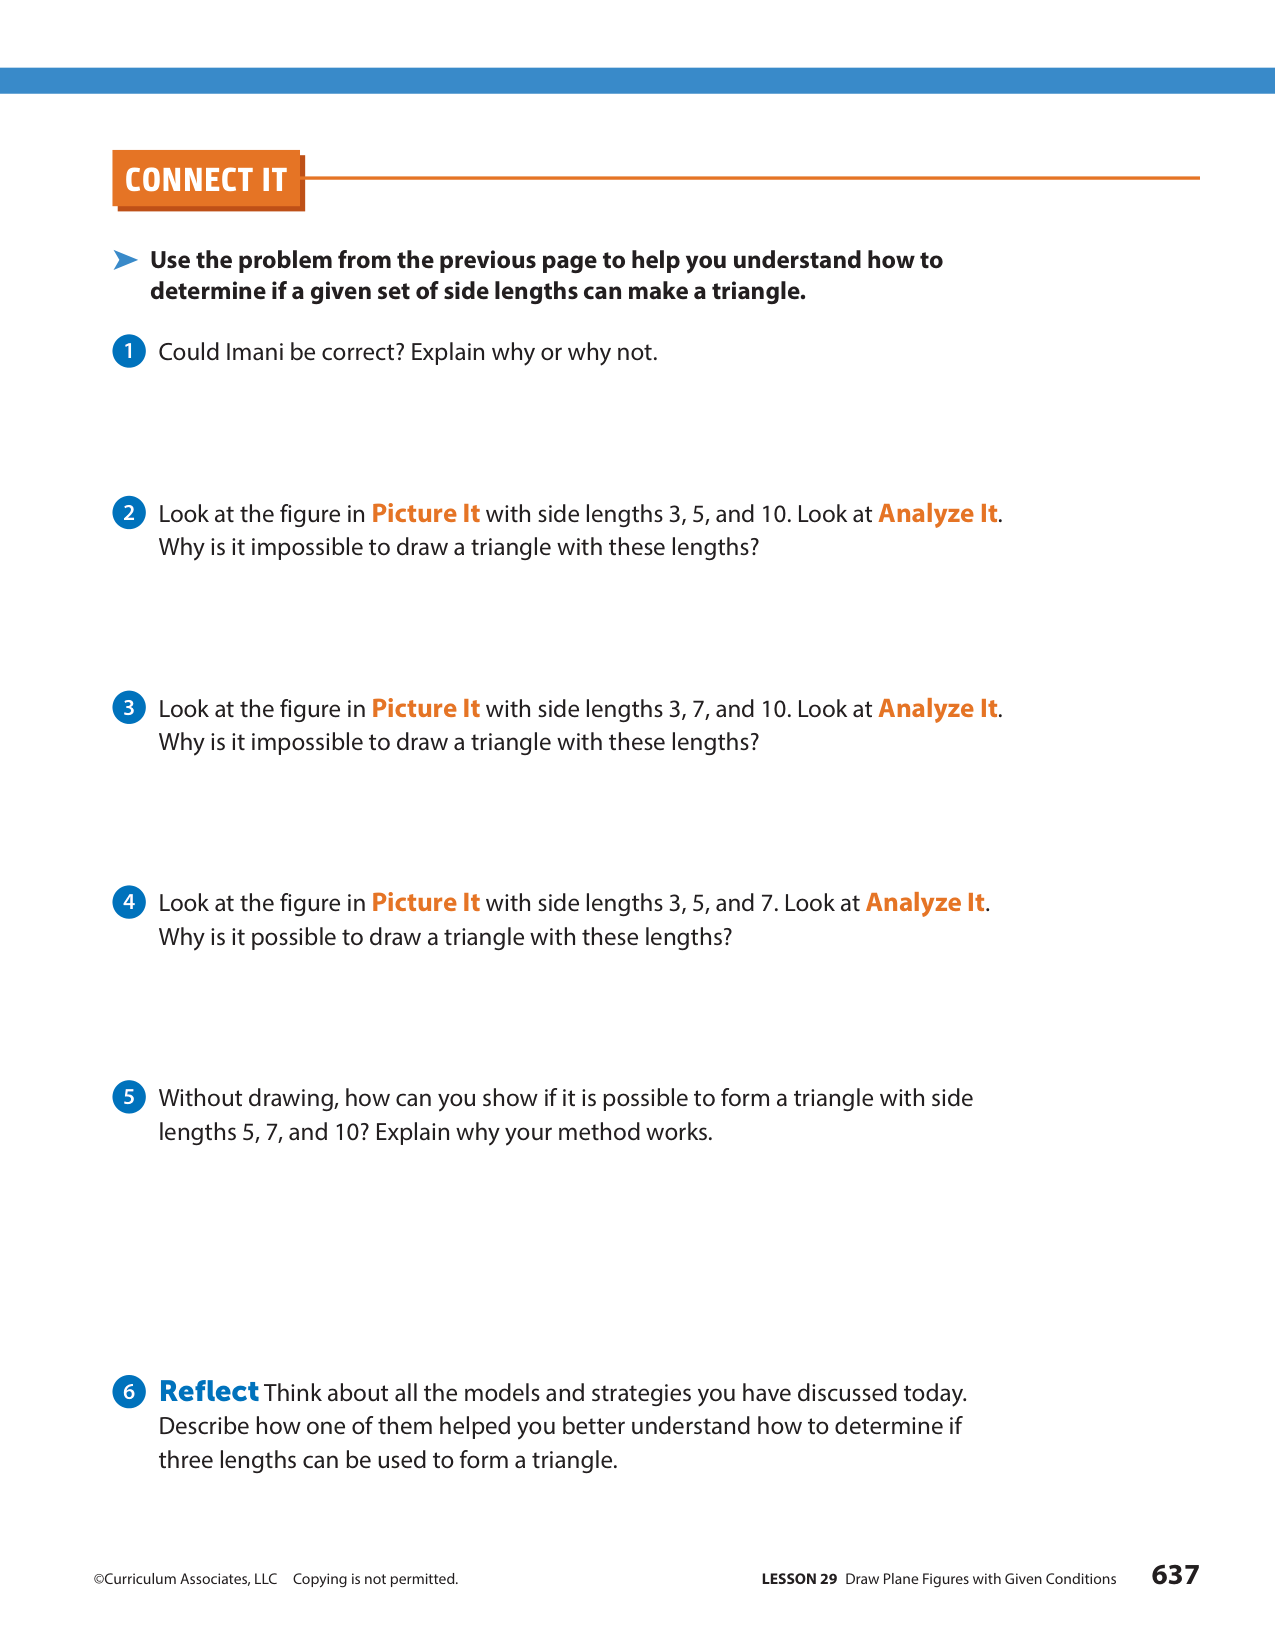 CONNECT IT
Use the problem from the previous page to help you understand how to
determine if a given set of side lengths can make a triangle.
1 Could Imani be correct? Explain why or why not.
2 Look at the figure in Picture It with side lengths 3, 5, and 10. Look at Analyze It.
Why is it impossible to draw a triangle with these lengths?
3 Look at the figure in Picture It with side lengths 3, 7, and 10. Look at Analyze It.
Why is it impossible to draw a triangle with these lengths?
4 Look at the figure in Picture It with side lengths 3, 5, and 7. Look at Analyze It.
Why is it possible to draw a triangle with these lengths?
5 Without drawing, how can you show if it is possible to form a triangle with side
lengths 5, 7, and 10? Explain why your method works.
6 Reflect Think about all the models and strategies you have discussed today.
Describe how one of them helped you better understand how to determine if
three lengths can be used to form a triangle.
©Curriculum Associates, LLC Copying is not permitted. LESSON 29 Draw Plane Figures with Given Conditions 637